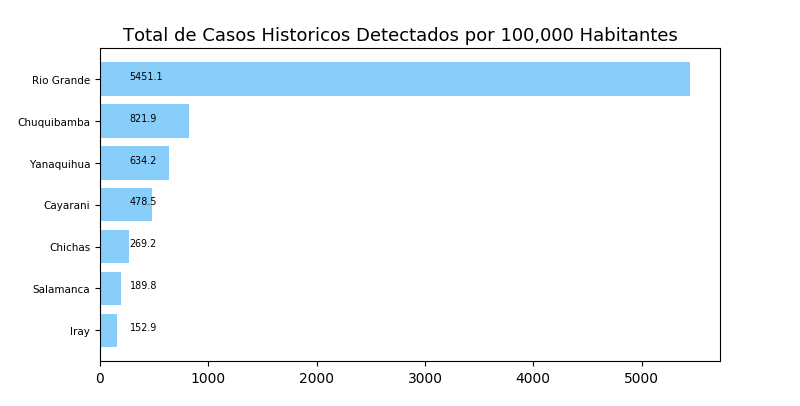 Total de Casos Historicos Detectados por 100,000 Habitantes
Rio Grande 5451.1
Chuquibamba 821.9
Yanaquihua 634.2
Cayarani 478.5
Chichas 269.2
Salamanca 189.8
Iray 152.9
0 1000 2000 3000 4000 5000